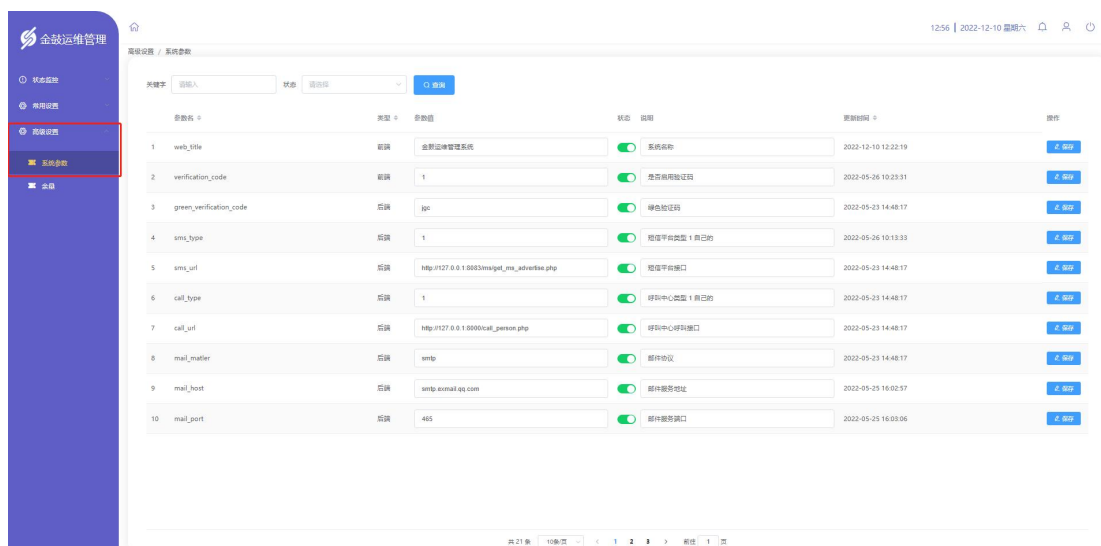 金鼓运维管理
12:56 | 2022-12-10 星期六
高级设置 / 系统参数
状态监控
常用设置
高级设置
系统参数
关键字 请输入 状态 请选择 查询
参数名 类型 参数值 状态 说明 更新时间 操作
1 web_title 前端 金鼓运维管理系统 系统名称 2022-12-10 12:22:19 保存
2 verification_code 前端 1 是否启用验证码 2022-05-26 10:23:31 保存
3 green_verification_code 后端 jgc 绿色验证码 2022-05-23 14:48:17 保存
4 sms_type 后端 1 短信平台类型 1 自己的 2022-05-26 10:13:33 保存
5 sms_url 后端 http://127.0.0.1:8083/ms/get_ms_advertise.php 短信平台接口 2022-05-23 14:48:17 保存
6 call_type 后端 1 呼叫中心类型 1 自己的 2022-05-23 14:48:17 保存
7 call_url 后端 http://127.0.0.1:8000/call_person.php 呼叫中心呼叫接口 2022-05-23 14:48:17 保存
8 mail_matler 后端 smtp 邮件协议 2022-05-23 14:48:17 保存
9 mail_host 后端 smtp.exmail.qq.com 邮件服务地址 2022-05-25 16:02:57 保存
10 mail_port 后端 465 邮件服务端口 2022-05-25 16:03:06 保存
共 21 条 10条/页 1 2 3 前往 1 页